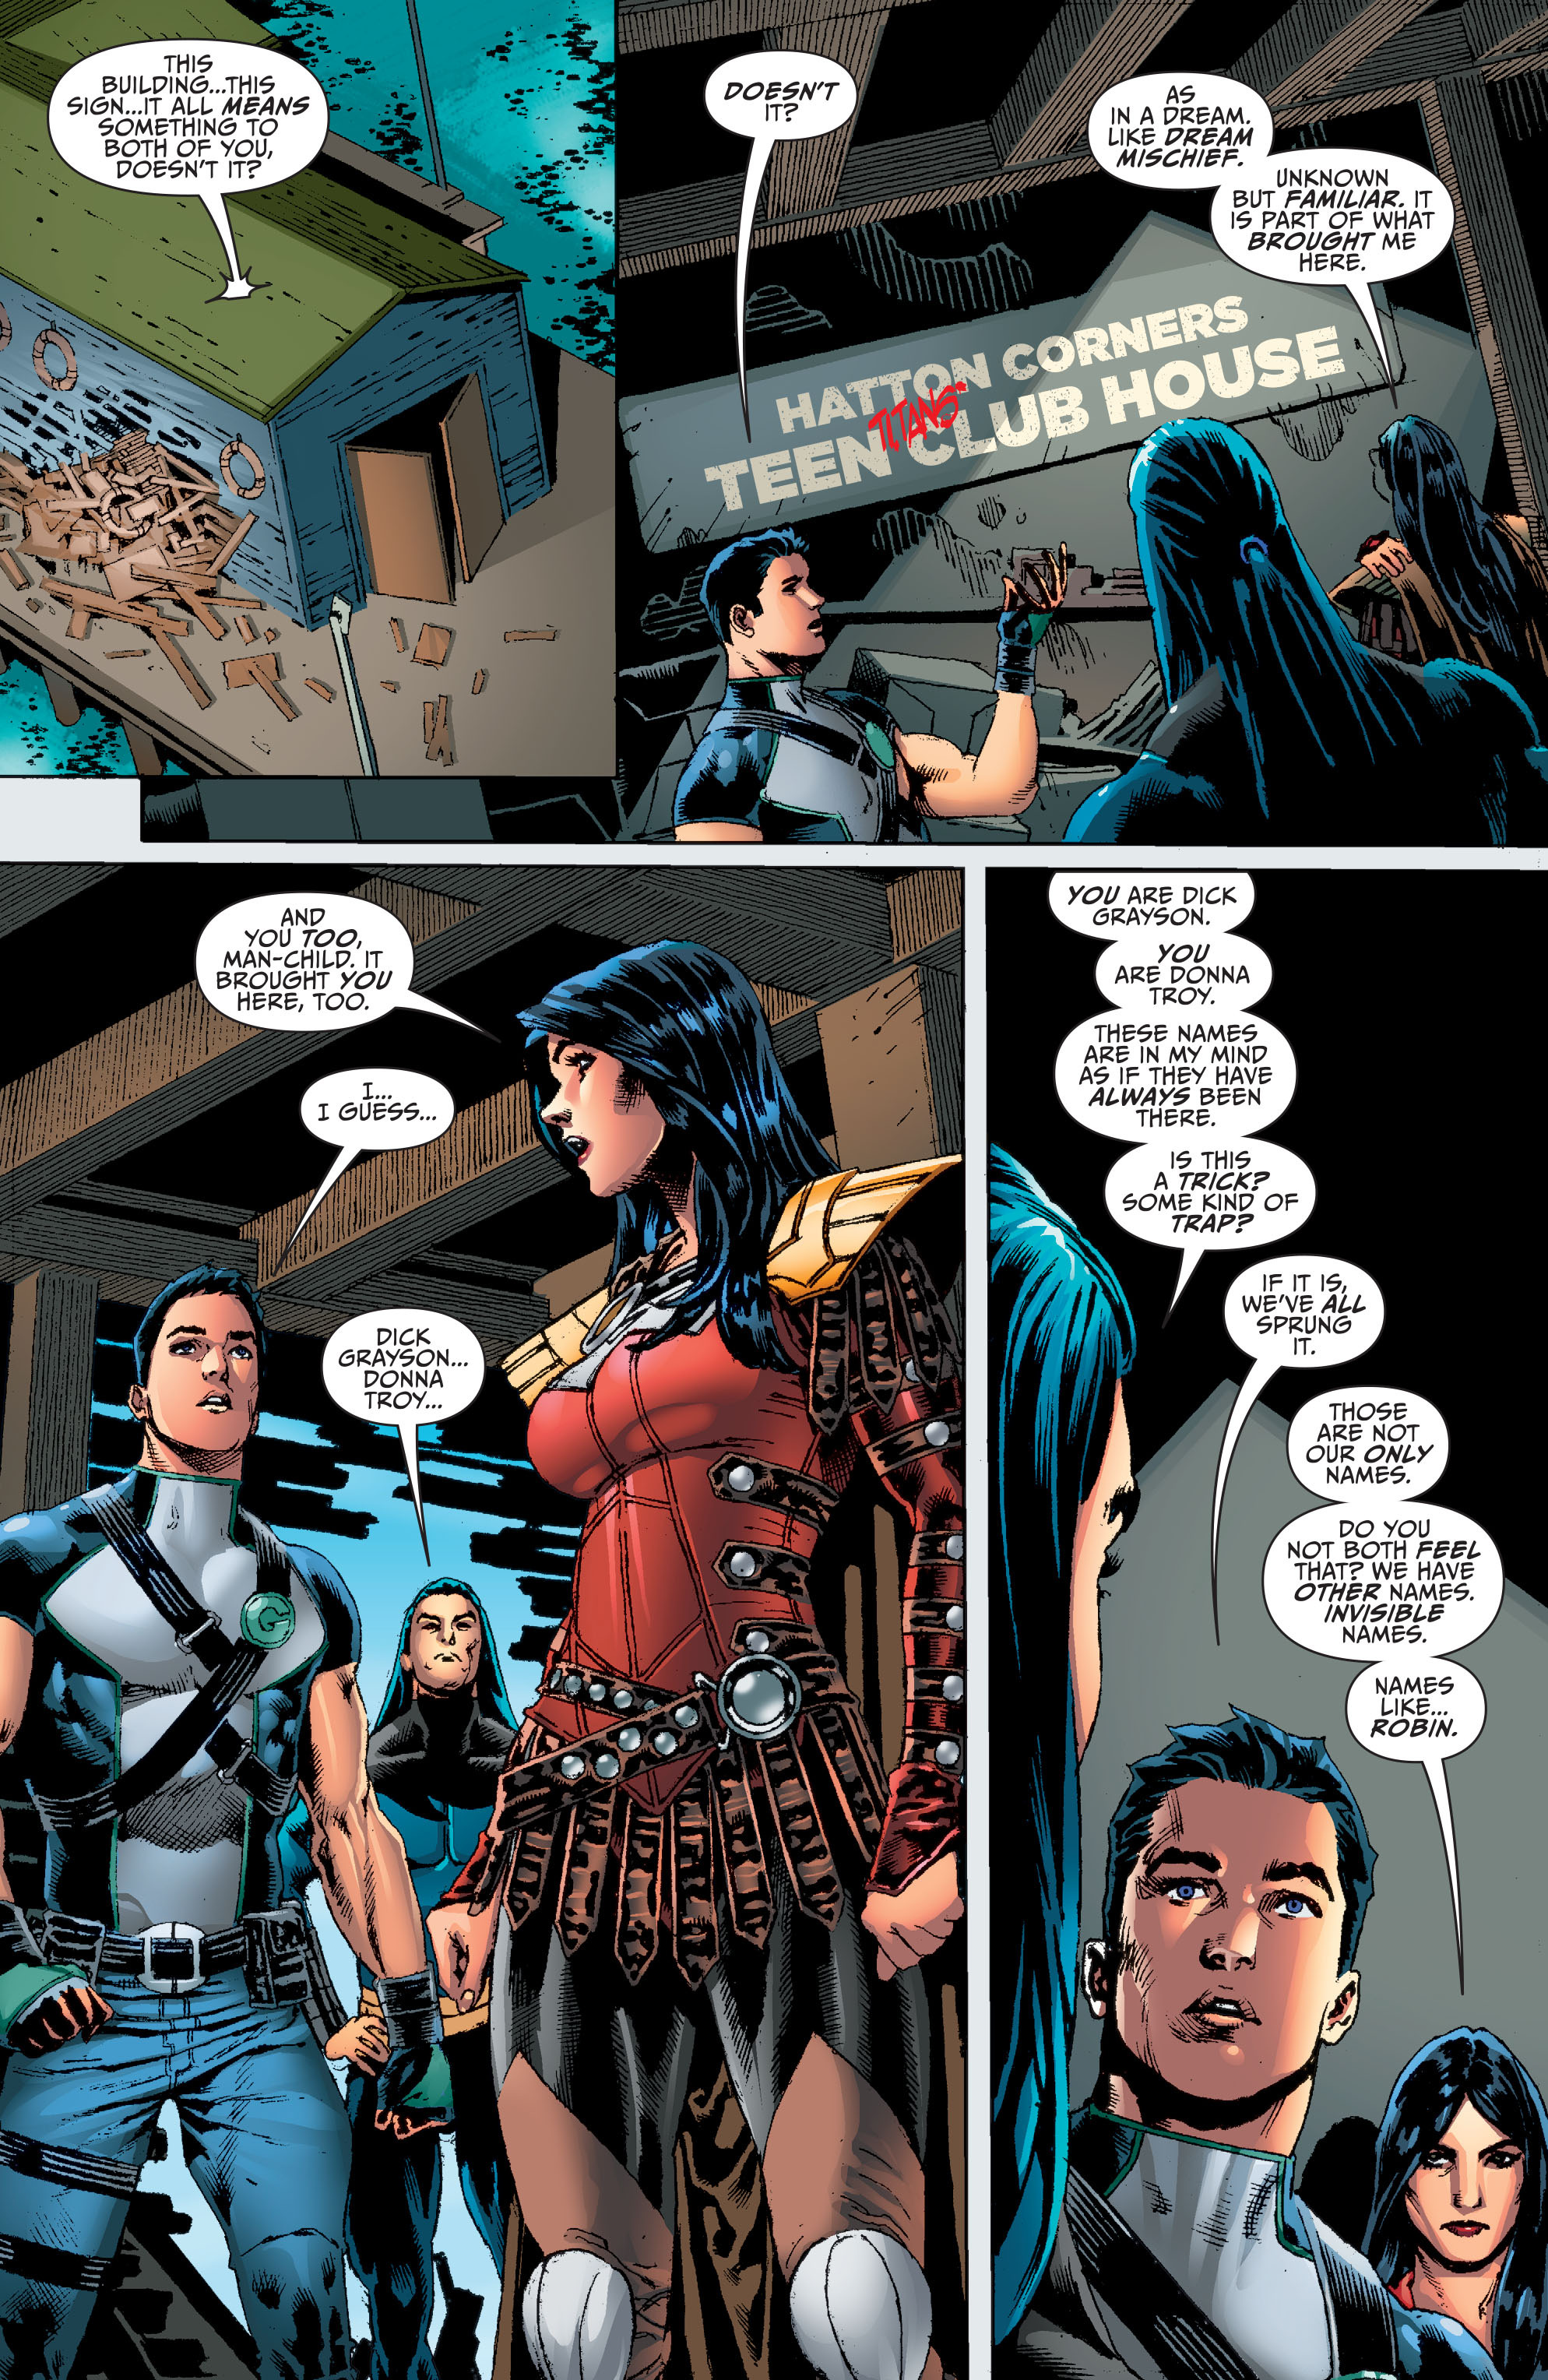 THIS
BUILDING...THIS
SIGN...IT ALL MEANS
SOMETHING TO
BOTH OF YOU,
DOESN'T IT?
DOESN'T
IT?
AS
IN A DREAM.
LIKE DREAM
MISCHIEF.
UNKNOWN
BUT FAMILIAR. IT
IS PART OF WHAT
BROUGHT ME
HERE.
HATTON CORNERS
TITANS
TEEN CLUB HOUSE
AND
YOU TOO,
MAN-CHILD. IT
BROUGHT YOU
HERE, TOO.
I...
I GUESS...
DICK
GRAYSON...
DONNA
TROY...
G
YOU ARE DICK
GRAYSON.
YOU
ARE DONNA
TROY.
THESE NAMES
ARE IN MY MIND
AS IF THEY HAVE
ALWAYS BEEN
THERE.
IS THIS
A TRICK?
SOME KIND OF
TRAP?
IF IT IS,
WE'VE ALL
SPRUNG
IT.
THOSE
ARE NOT
OUR ONLY
NAMES.
DO YOU
NOT BOTH FEEL
THAT? WE HAVE
OTHER NAMES.
INVISIBLE
NAMES.
NAMES
LIKE...
ROBIN.